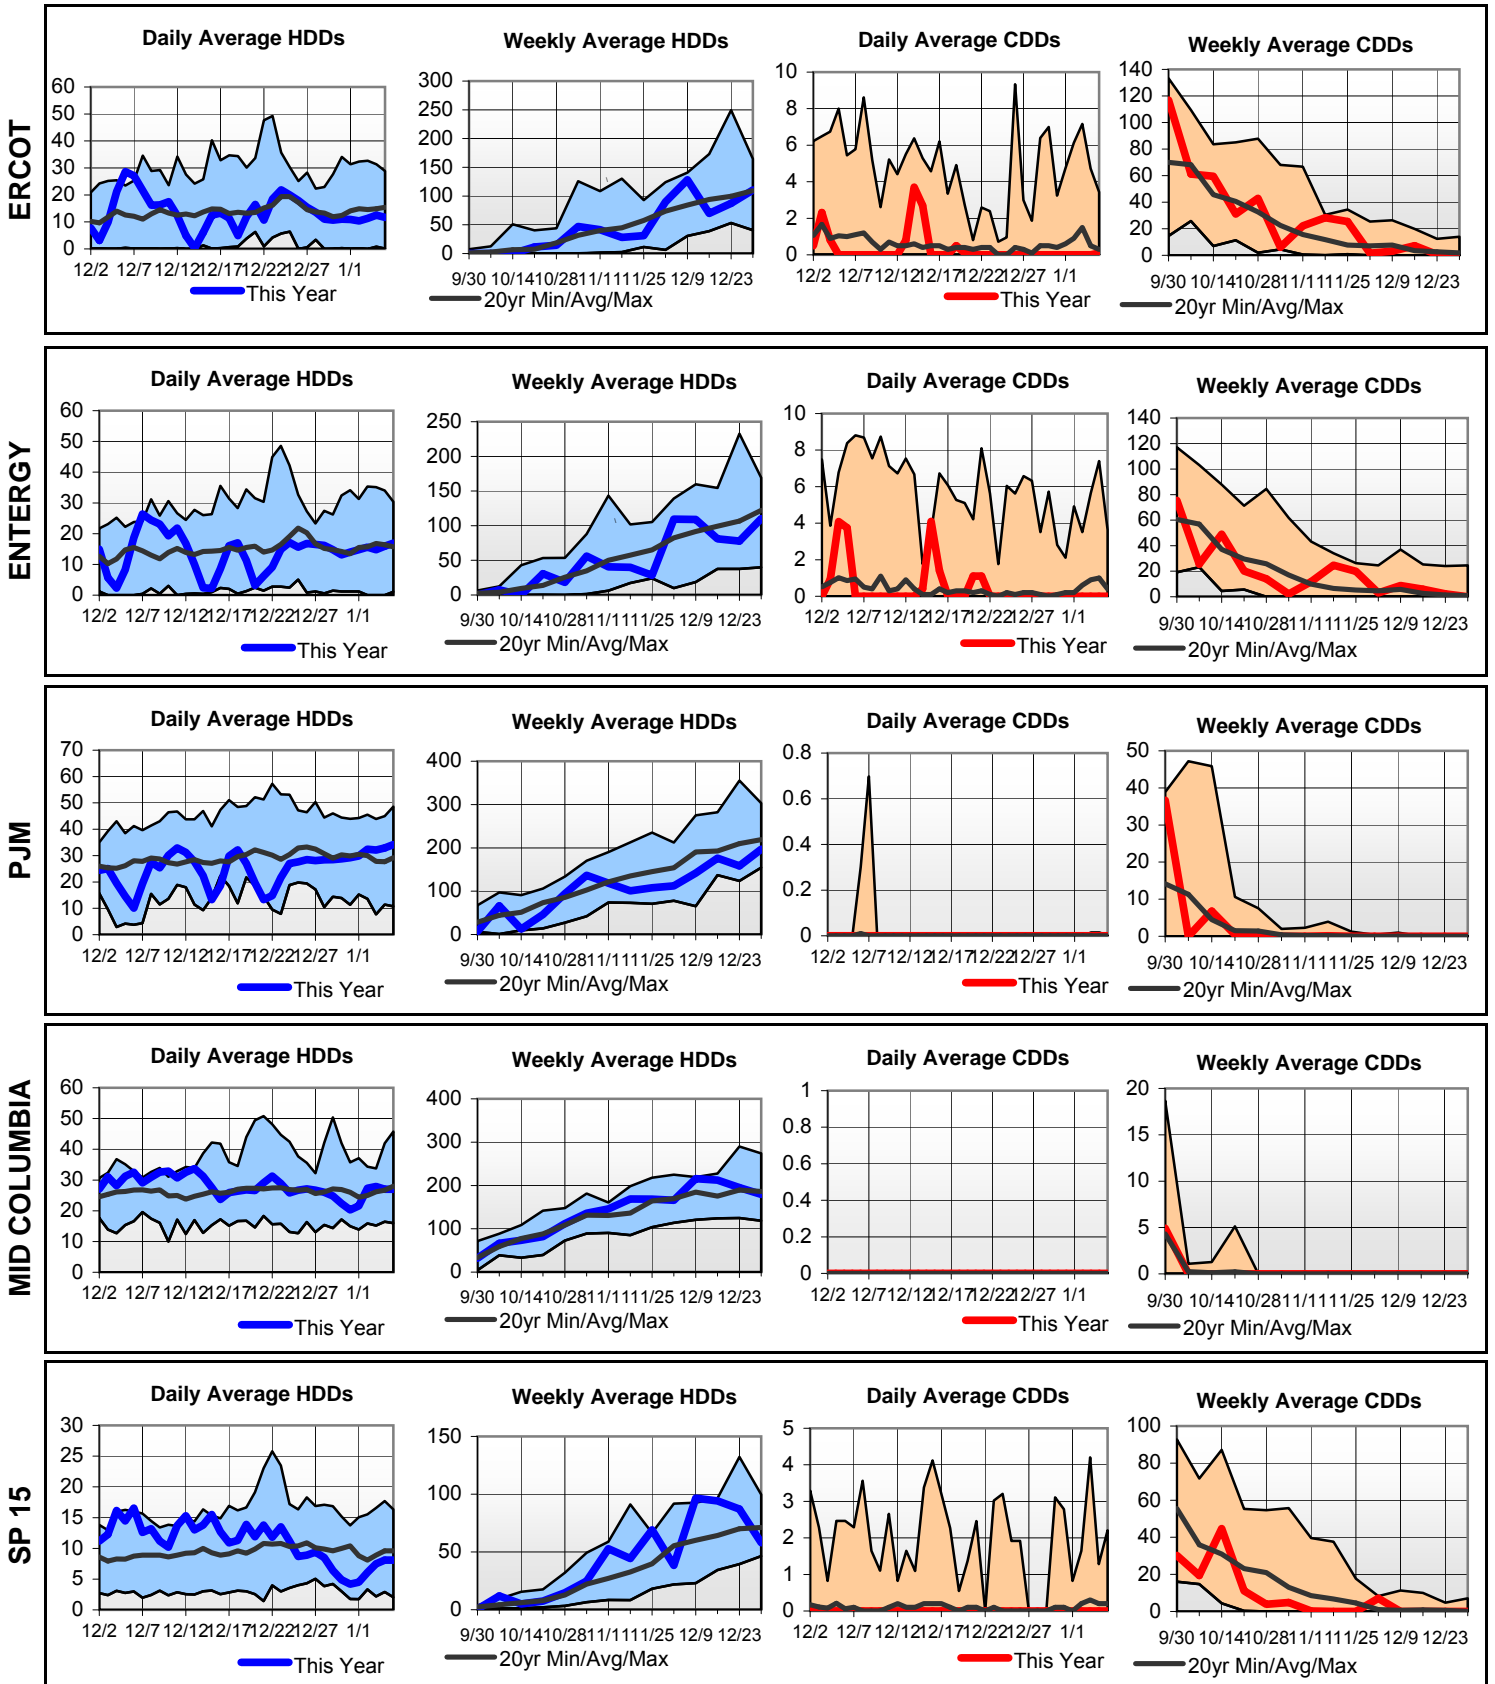 ERCOT
Daily Average HDDs
60
50
40
30
20
10
0
12/2 12/7 12/12 12/17 12/22 12/27 1/1
This Year
Weekly Average HDDs
300
250
200
150
100
50
0
9/30 10/14 10/28 11/11 11/25 12/9 12/23
20yr Min/Avg/Max
Daily Average CDDs
10
8
6
4
2
0
12/2 12/7 12/12 12/17 12/22 12/27 1/1
This Year
Weekly Average CDDs
140
120
100
80
60
40
20
0
9/30 10/14 10/28 11/11 11/25 12/9 12/23
20yr Min/Avg/Max
ENTERGY
Daily Average HDDs
60
50
40
30
20
10
0
12/2 12/7 12/12 12/17 12/22 12/27 1/1
This Year
Weekly Average HDDs
250
200
150
100
50
0
9/30 10/14 10/28 11/11 11/25 12/9 12/23
20yr Min/Avg/Max
Daily Average CDDs
10
8
6
4
2
0
12/2 12/7 12/12 12/17 12/22 12/27 1/1
This Year
Weekly Average CDDs
140
120
100
80
60
40
20
0
9/30 10/14 10/28 11/11 11/25 12/9 12/23
20yr Min/Avg/Max
PJM
Daily Average HDDs
70
60
50
40
30
20
10
0
12/2 12/7 12/12 12/17 12/22 12/27 1/1
This Year
Weekly Average HDDs
400
300
200
100
0
9/30 10/14 10/28 11/11 11/25 12/9 12/23
20yr Min/Avg/Max
Daily Average CDDs
0.8
0.6
0.4
0.2
0
12/2 12/7 12/12 12/17 12/22 12/27 1/1
This Year
Weekly Average CDDs
50
40
30
20
10
0
9/30 10/14 10/28 11/11 11/25 12/9 12/23
20yr Min/Avg/Max
MID COLUMBIA
Daily Average HDDs
60
50
40
30
20
10
0
12/2 12/7 12/12 12/17 12/22 12/27 1/1
This Year
Weekly Average HDDs
400
300
200
100
0
9/30 10/14 10/28 11/11 11/25 12/9 12/23
20yr Min/Avg/Max
Daily Average CDDs
1
0.8
0.6
0.4
0.2
0
12/2 12/7 12/12 12/17 12/22 12/27 1/1
This Year
Weekly Average CDDs
20
15
10
5
0
9/30 10/14 10/28 11/11 11/25 12/9 12/23
20yr Min/Avg/Max
SP 15
Daily Average HDDs
30
25
20
15
10
5
0
12/2 12/7 12/12 12/17 12/22 12/27 1/1
This Year
Weekly Average HDDs
150
100
50
0
9/30 10/14 10/28 11/11 11/25 12/9 12/23
20yr Min/Avg/Max
Daily Average CDDs
5
4
3
2
1
0
12/2 12/7 12/12 12/17 12/22 12/27 1/1
This Year
Weekly Average CDDs
100
80
60
40
20
0
9/30 10/14 10/28 11/11 11/25 12/9 12/23
20yr Min/Avg/Max